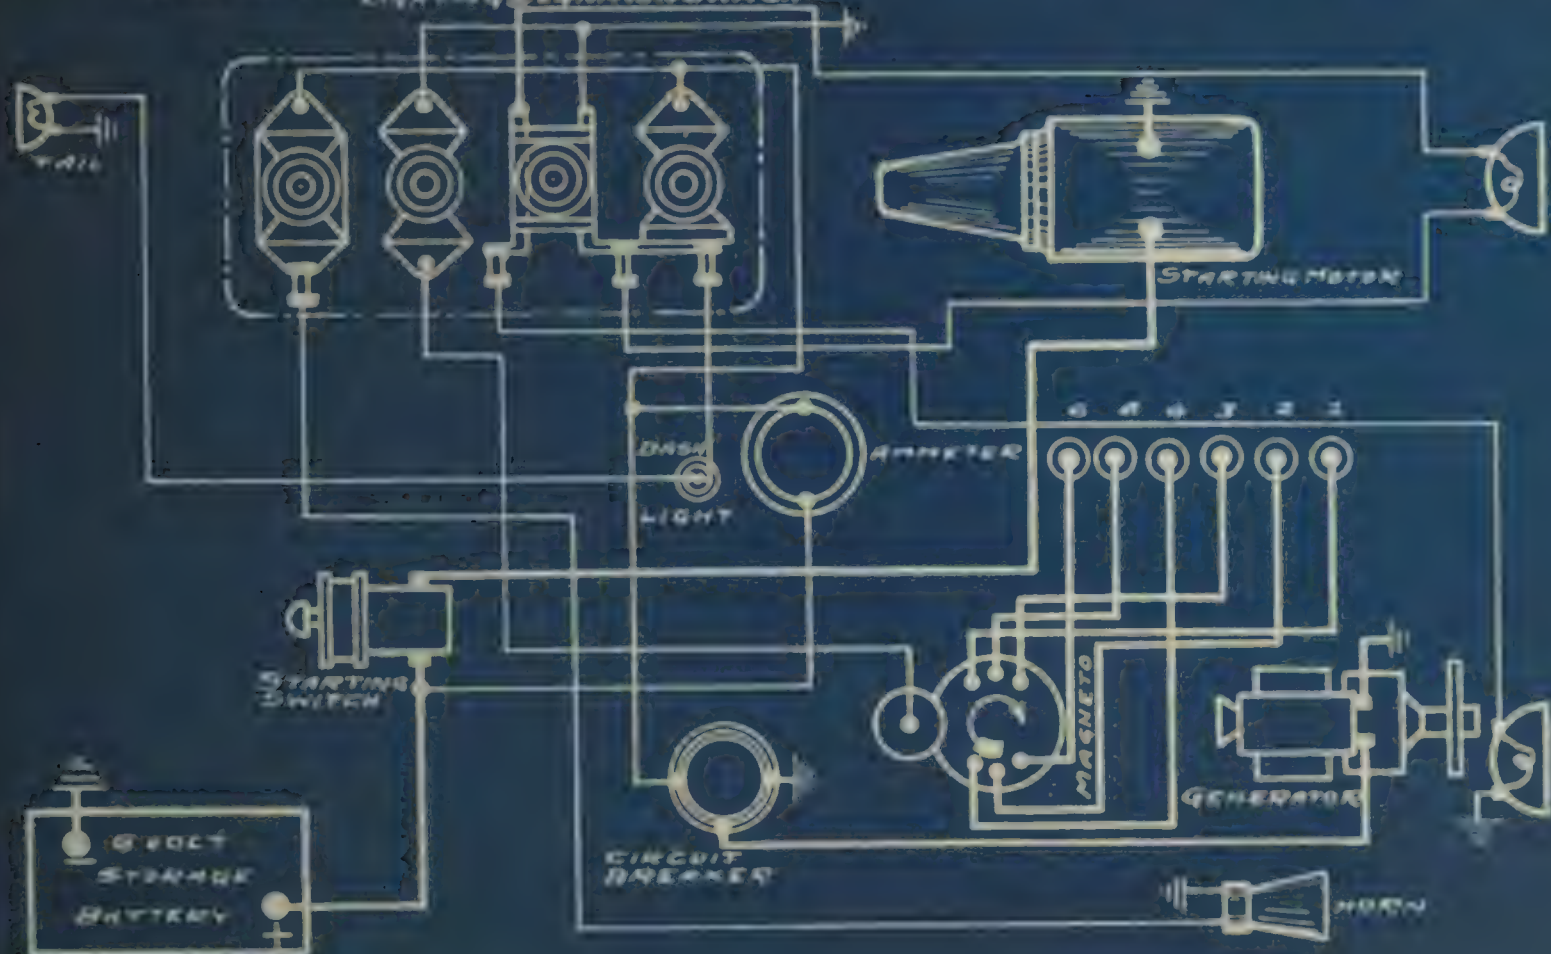 TAIL
STARTING MOTOR
6 5 4 3 2 1
DASH
LIGHT
AMMETER
STARTING
SWITCH
MAGNETO
GENERATOR
6 VOLT
STORAGE
BATTERY
CIRCUIT
BREAKER
HORN